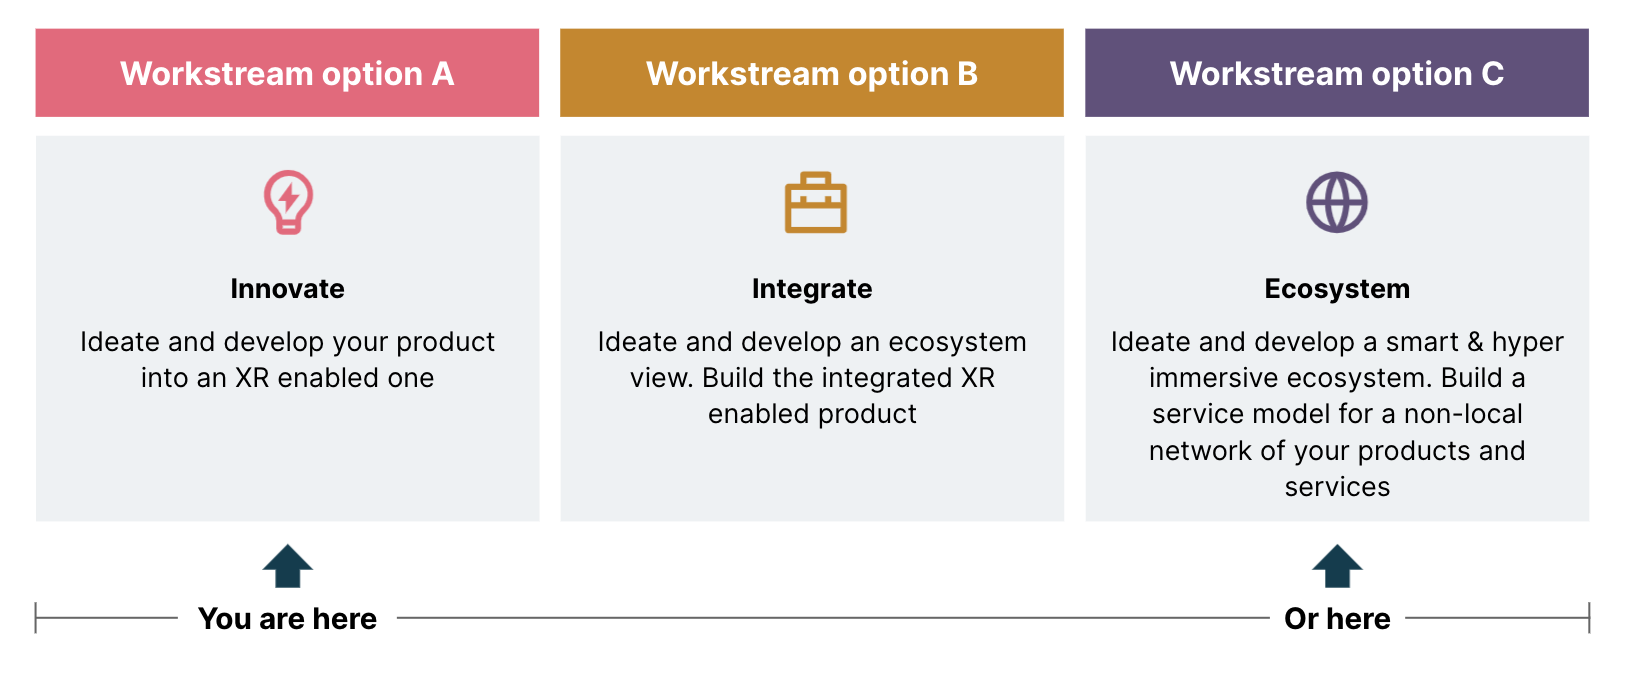 Workstream option A
Workstream option B
Workstream option C
Innovate
Ideate and develop your product
into an XR enabled one
Integrate
Ideate and develop an ecosystem
view. Build the integrated XR
enabled product
Ecosystem
Ideate and develop a smart & hyper
immersive ecosystem. Build a
service model for a non-local
network of your products and
services
You are here
Or here